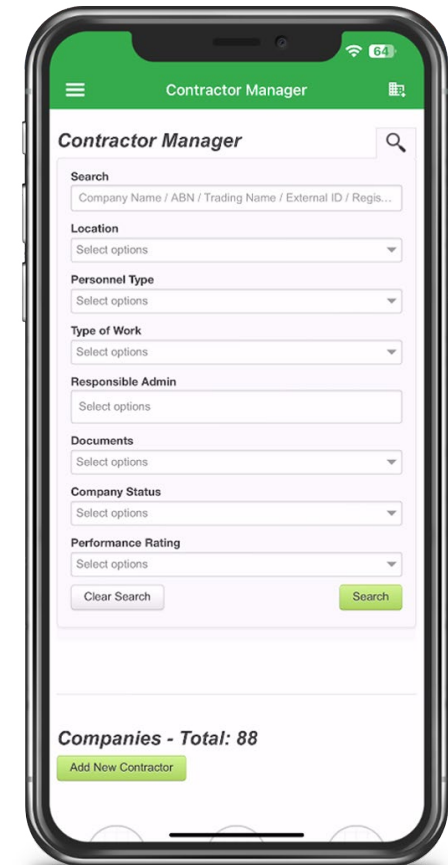 64
Contractor Manager
Contractor Manager
Search
Company Name / ABN / Trading Name / External ID / Regis...
Location
Select options
Personnel Type
Select options
Type of Work
Select options
Responsible Admin
Select options
Documents
Select options
Company Status
Select options
Performance Rating
Select options
Clear Search
Search
Companies - Total: 88
Add New Contractor